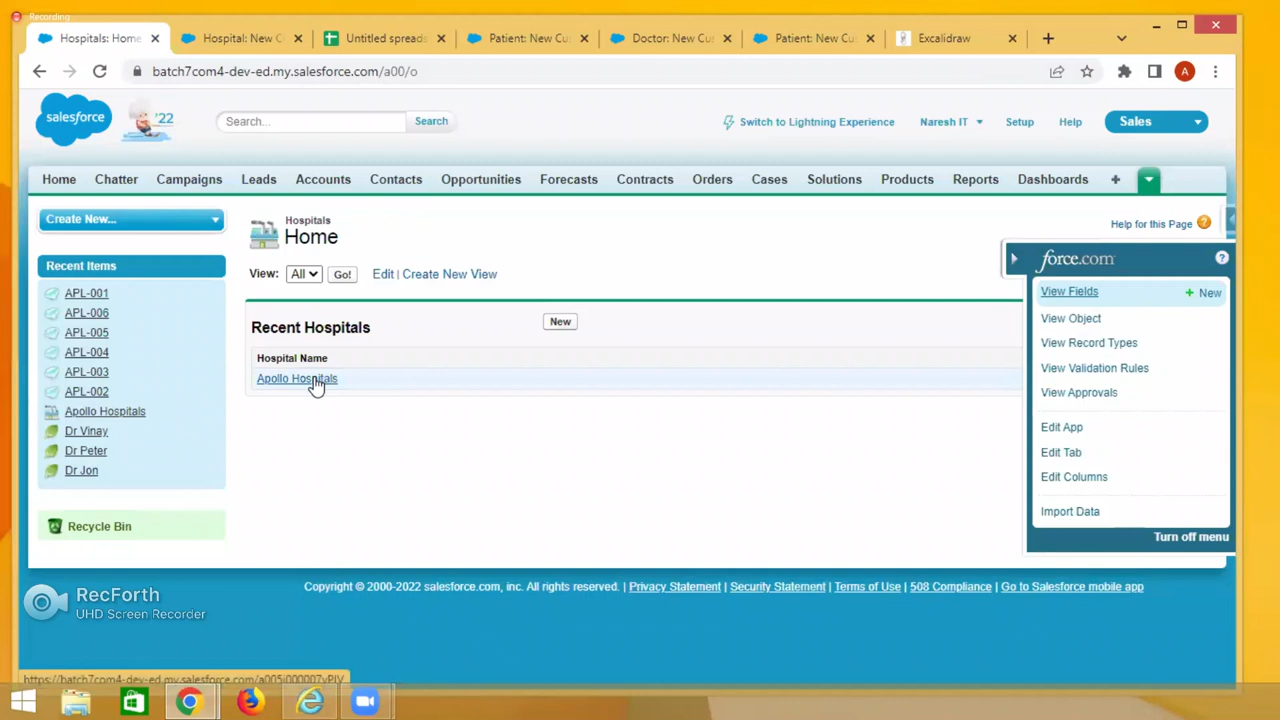 Recording
Hospitals: Home
Hospital: New C
Untitled spreads
Patient: New Cu
Doctor: New Cus
Patient: New Cu
Excalidraw
batch7com4-dev-ed.my.salesforce.com/a00/o
A
salesforce
'22
Search...
Search
Switch to Lightning Experience
Naresh IT
Setup
Help
Sales
Home
Chatter
Campaigns
Leads
Accounts
Contacts
Opportunities
Forecasts
Contracts
Orders
Cases
Solutions
Products
Reports
Dashboards
+
Create New...
Recent Items
APL-001
APL-006
APL-005
APL-004
APL-003
APL-002
Apollo Hospitals
Dr Vinay
Dr Peter
Dr Jon
Recycle Bin
Hospitals
Home
Help for this Page ?
View: All Go! Edit | Create New View
Recent Hospitals
New
Hospital Name
Apollo Hospitals
force.com ?
View Fields + New
View Object
View Record Types
View Validation Rules
View Approvals
Edit App
Edit Tab
Edit Columns
Import Data
Turn off menu
Copyright © 2000-2022 salesforce.com, inc. All rights reserved. | Privacy Statement | Security Statement | Terms of Use | 508 Compliance | Go to Salesforce mobile app
RecForth
UHD Screen Recorder